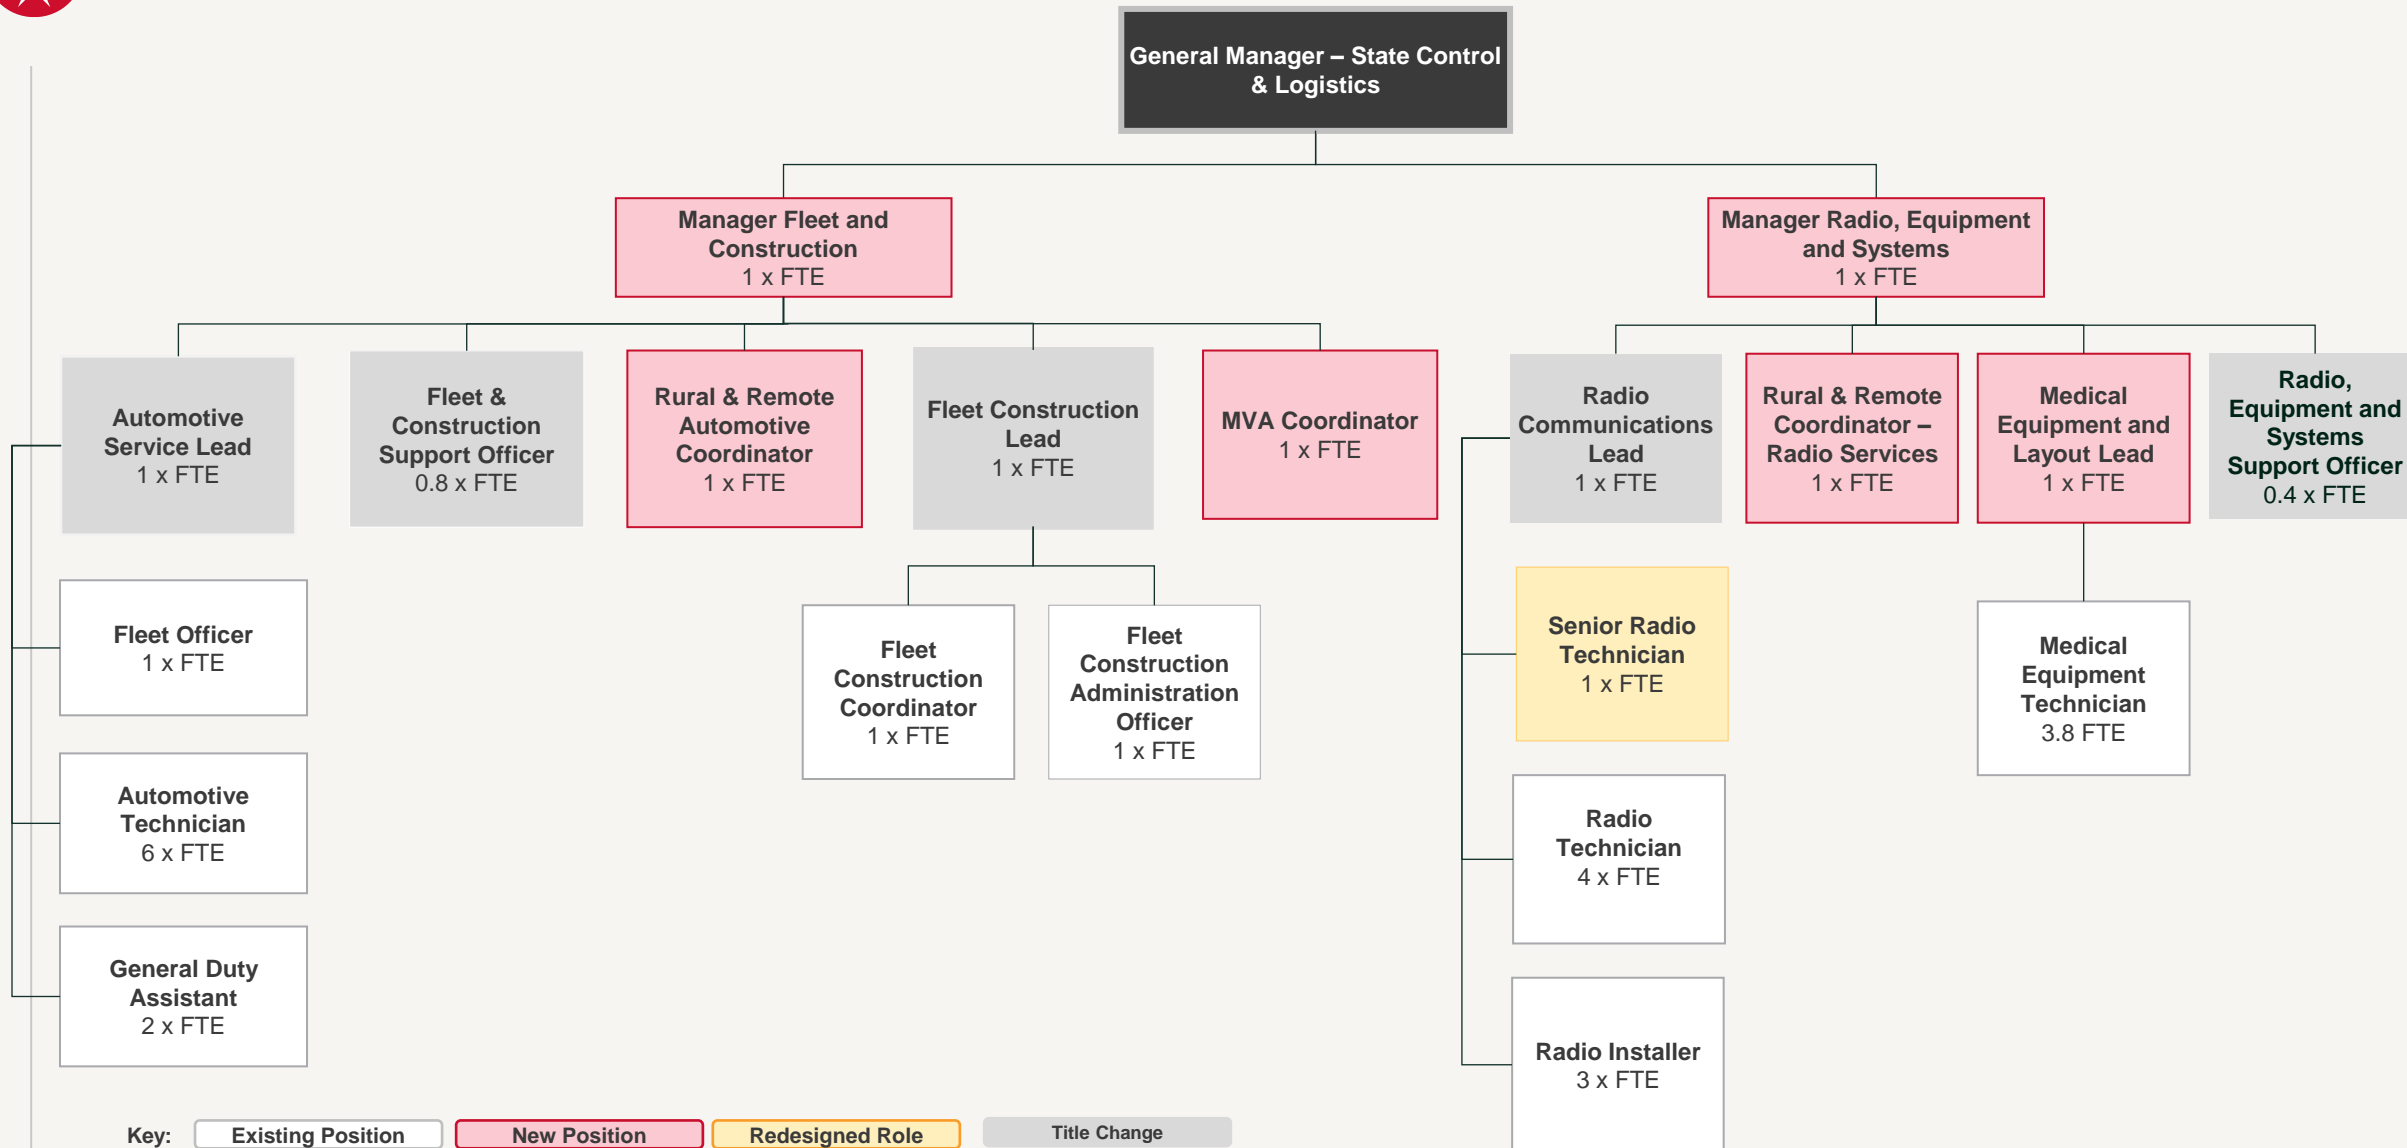 General Manager – State Control
& Logistics
Manager Fleet and
Construction
1 x FTE
Manager Radio, Equipment
and Systems
1 x FTE
Automotive
Service Lead
1 x FTE
Fleet &
Construction
Support Officer
0.8 x FTE
Rural & Remote
Automotive
Coordinator
1 x FTE
Fleet Construction
Lead
1 x FTE
MVA Coordinator
1 x FTE
Radio
Communications
Lead
1 x FTE
Rural & Remote
Coordinator –
Radio Services
1 x FTE
Medical
Equipment and
Layout Lead
1 x FTE
Radio,
Equipment and
Systems
Support Officer
0.4 x FTE
Fleet Officer
1 x FTE
Automotive
Technician
6 x FTE
General Duty
Assistant
2 x FTE
Fleet
Construction
Coordinator
1 x FTE
Fleet
Construction
Administration
Officer
1 x FTE
Senior Radio
Technician
1 x FTE
Radio
Technician
4 x FTE
Radio Installer
3 x FTE
Medical
Equipment
Technician
3.8 FTE
Key:
Existing Position
New Position
Redesigned Role
Title Change